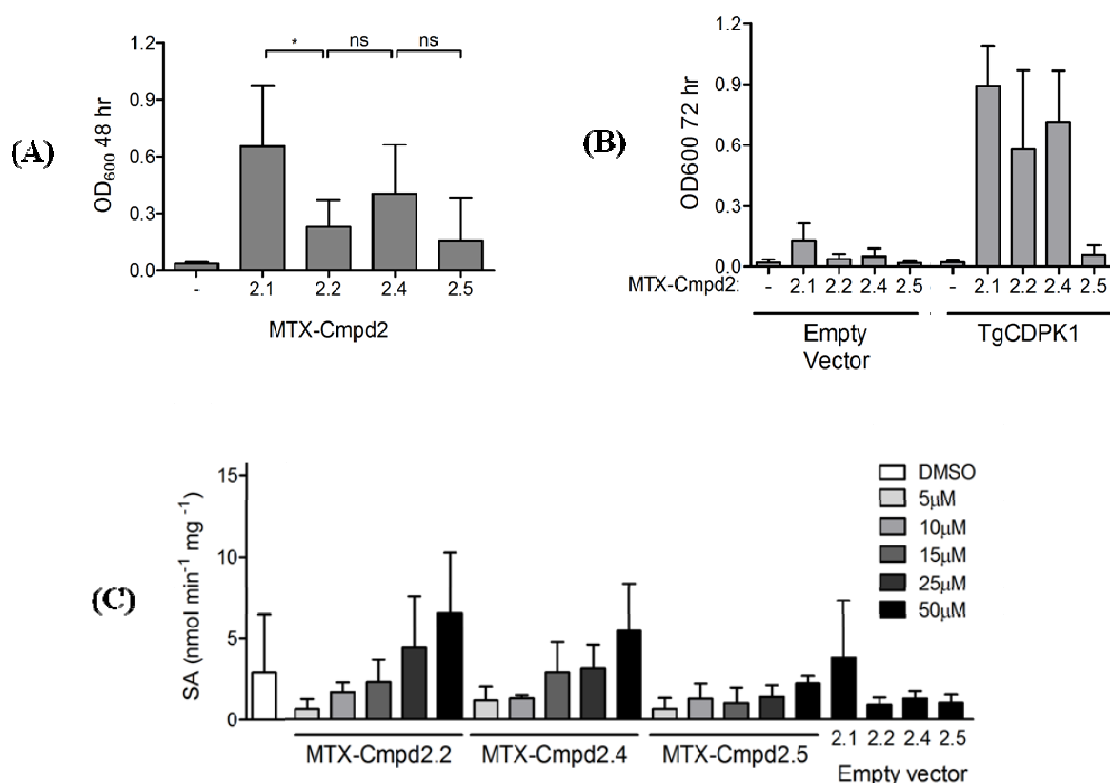 (A)
OD600 48 hr
1.2
0.9
0.6
0.3
0.0
* ns ns
- 2.1 2.2 2.4 2.5
MTX-Cmpd2
(B)
OD600 72 hr
1.2
0.9
0.6
0.3
0.0
MTX-Cmpd2: - 2.1 2.2 2.4 2.5 - 2.1 2.2 2.4 2.5
Empty
Vector
TgCDPK1
(C)
SA (nmol min-1 mg -1)
15
10
5
0
DMSO
5µM
10µM
15µM
25µM
50µM
MTX-Cmpd2.2 MTX-Cmpd2.4 MTX-Cmpd2.5
2.1 2.2 2.4 2.5
Empty vector